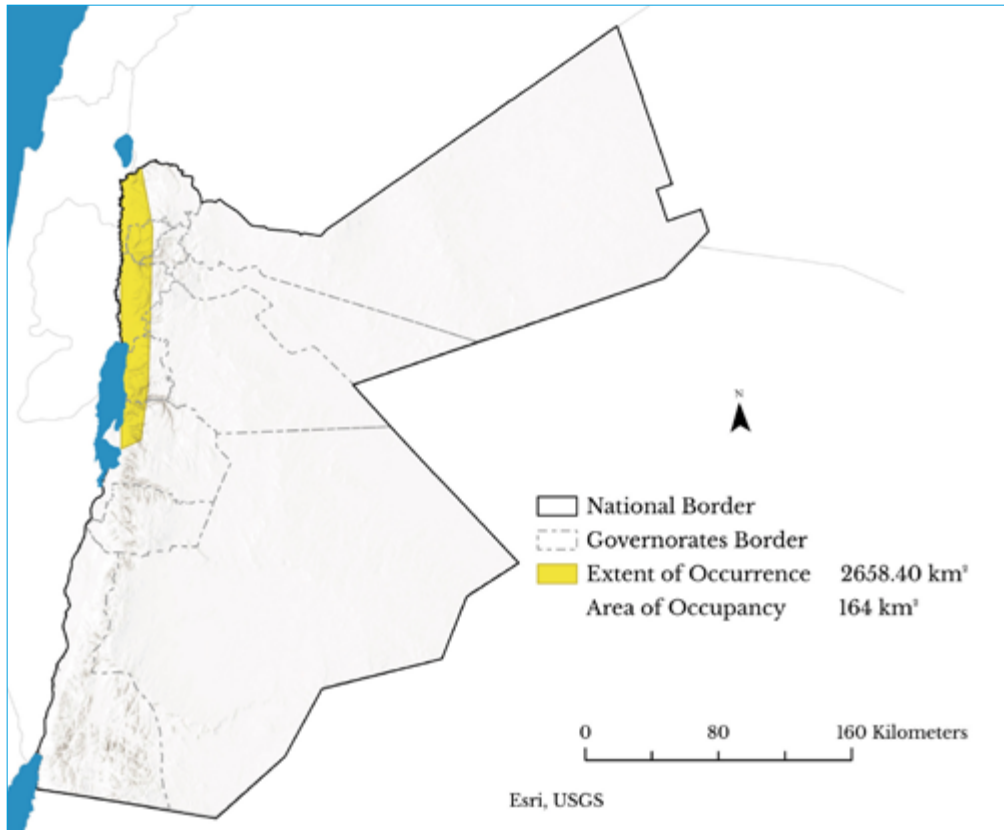 N
National Border
Governorates Border
Extent of Occurrence 2658.40 km²
Area of Occupancy 164 km²
0 80 160 Kilometers
Esri, USGS